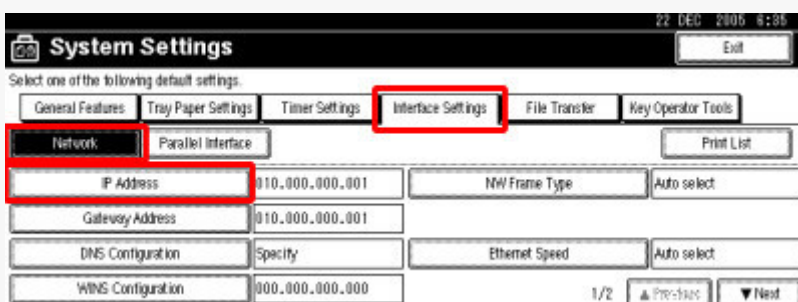 22 DEC 2005 6:35
System Settings
Exit
Select one of the following default settings.
General Features Tray Paper Settings Timer Settings Interface Settings File Transfer Key Operator Tools
Network Parallel Interface Print List
IP Address 010.000.000.001 NW Frame Type Auto select
Gateway Address 010.000.000.001
DNS Configuration Specify Ethernet Speed Auto select
WINS Configuration 000.000.000.000 1/2 ▲Previous ▼Next